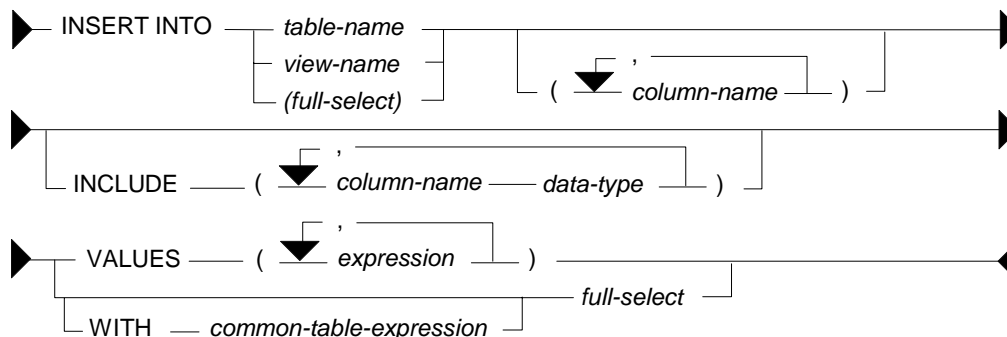 INSERT INTO table-name
view-name ,
(full-select) ( column-name )
,
INCLUDE ( column-name data-type )
,
VALUES ( expression )
full-select
WITH common-table-expression